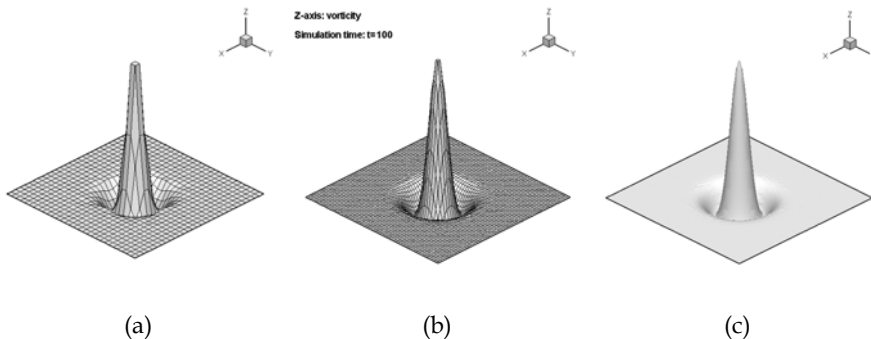 Z-axis: vorticity
Simulation time: t=100
Z
X
Y
Z
X
Y
Z
X
(a)
(b)
(c)